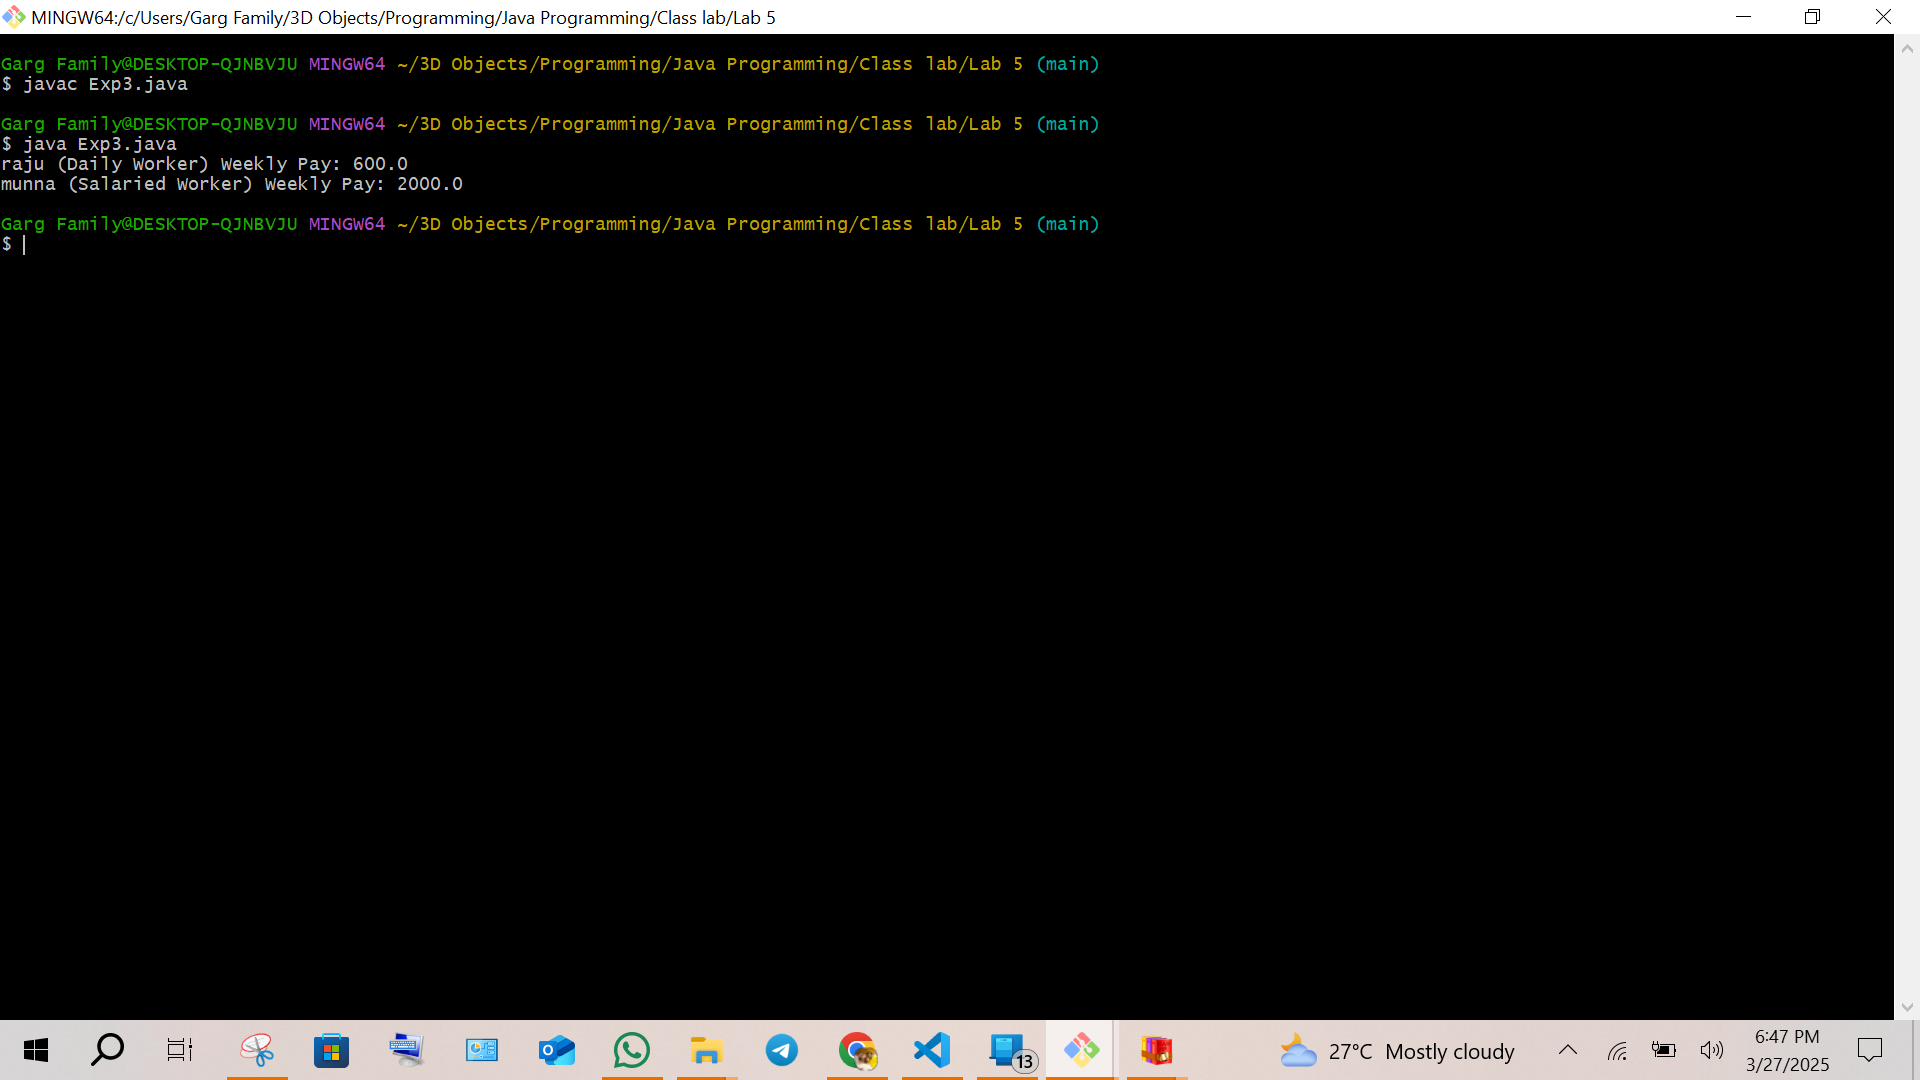 MINGW64:/c/Users/Garg Family/3D Objects/Programming/Java Programming/Class lab/Lab 5
Garg Family@DESKTOP-QJNBVJU MINGW64 ~/3D Objects/Programming/Java Programming/Class lab/Lab 5 (main)
$ javac Exp3.java
Garg Family@DESKTOP-QJNBVJU MINGW64 ~/3D Objects/Programming/Java Programming/Class lab/Lab 5 (main)
$ java Exp3.java
raju (Daily Worker) Weekly Pay: 600.0
munna (Salaried Worker) Weekly Pay: 2000.0
Garg Family@DESKTOP-QJNBVJU MINGW64 ~/3D Objects/Programming/Java Programming/Class lab/Lab 5 (main)
$
13
27°C Mostly cloudy
6:47 PM
3/27/2025